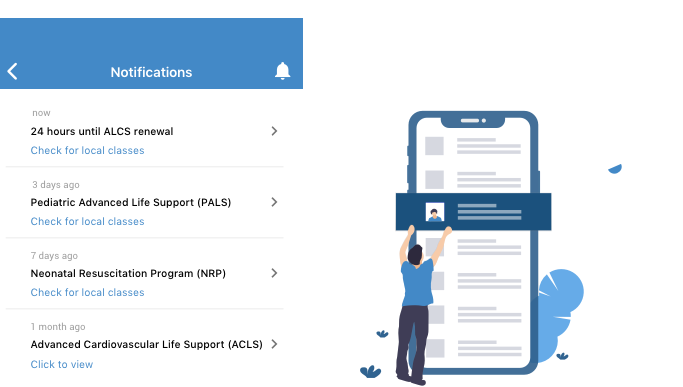 Notifications
now
24 hours until ALCS renewal
Check for local classes
3 days ago
Pediatric Advanced Life Support (PALS)
Check for local classes
7 days ago
Neonatal Resuscitation Program (NRP)
Check for local classes
1 month ago
Advanced Cardiovascular Life Support (ACLS)
Click to view